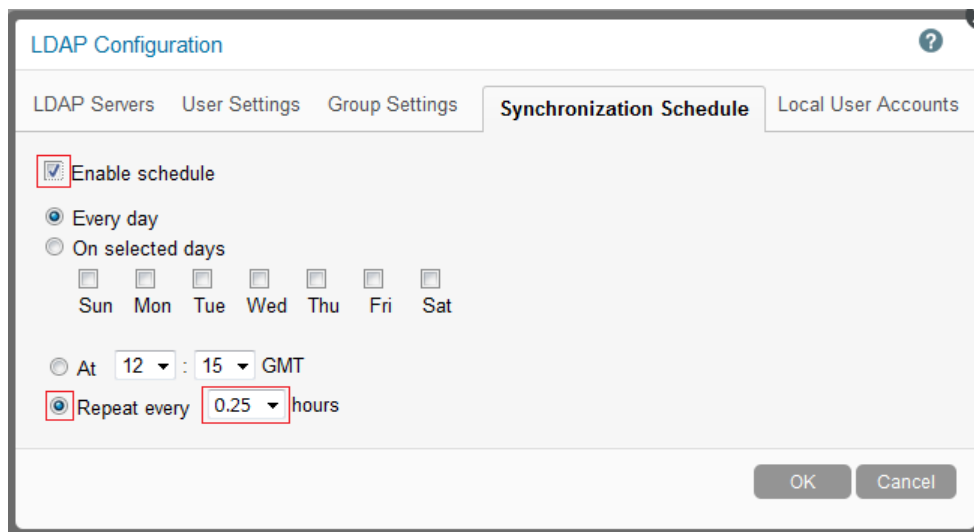 LDAP Configuration
?
LDAP Servers User Settings Group Settings Synchronization Schedule Local User Accounts
Enable schedule
Every day
On selected days
Sun Mon Tue Wed Thu Fri Sat
At 12 : 15 GMT
Repeat every 0.25 hours
OK Cancel